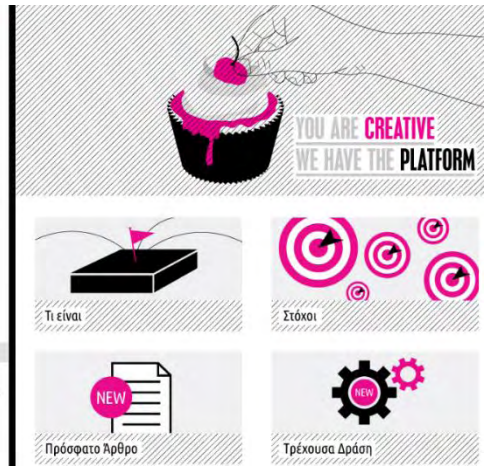 YOU ARE CREATIVE
WE HAVE THE PLATFORM
Τι είναι
Στόχοι
NEW
Πρόσφατο Άρθρο
NEW
Τρέχουσα Δράση